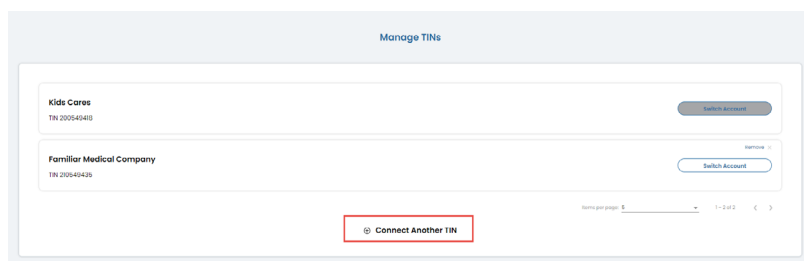 Manage TINs
Kids Cares
Switch Account
TIN 200549418
Remove
Familiar Medical Company
Switch Account
TIN 210549435
Items per page: 5
1 - 2 of 2
Connect Another TIN